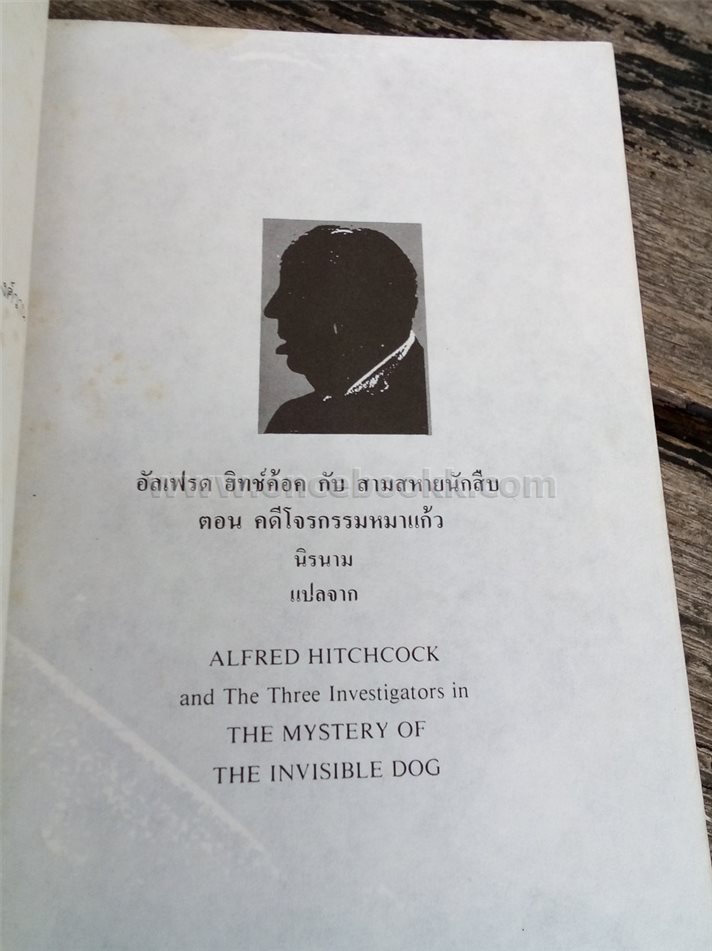 อัลเฟรด ฮิทช์ค้อค กับ สามสหายนักสืบ
ตอน คดีโจรกรรมหมาแก้ว
นิรนาม
แปลจาก
ALFRED HITCHCOCK
and The Three Investigators in
THE MYSTERY OF
THE INVISIBLE DOG